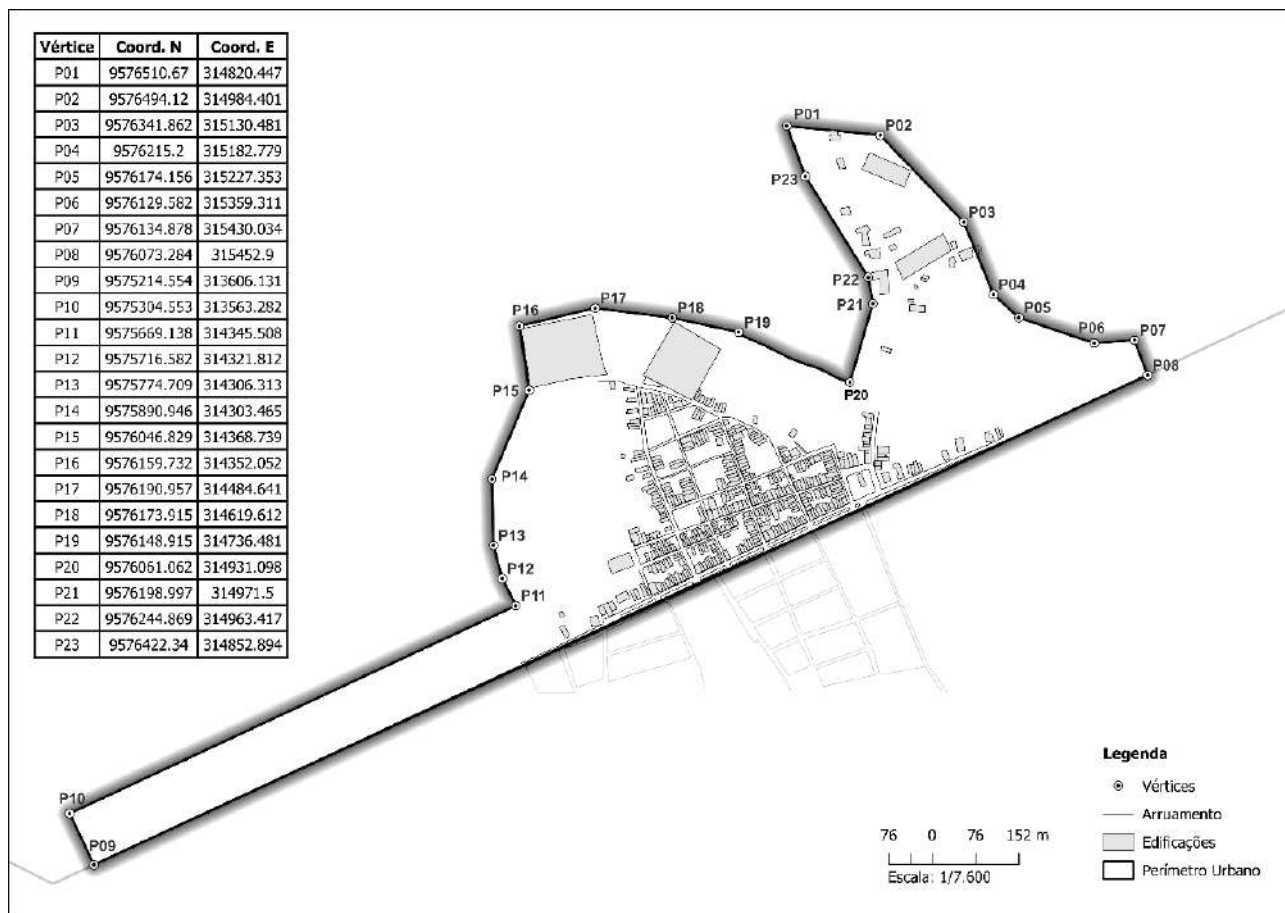 Vértice Coord. N Coord. E
P01 9576510.67 314820.447
P02 9576494.12 314984.401
P03 9576341.862 315130.481
P04 9576215.2 315182.779
P05 9576174.156 315227.353
P06 9576129.582 315359.311
P07 9576134.878 315430.034
P08 9576073.284 315452.9
P09 9575214.554 313606.131
P10 9575304.553 313563.282
P11 9575669.138 314345.508
P12 9575716.582 314321.812
P13 9575774.709 314306.313
P14 9575890.946 314303.465
P15 9576046.829 314368.739
P16 9576159.732 314352.052
P17 9576190.957 314484.641
P18 9576173.915 314619.612
P19 9576148.915 314736.481
P20 9576061.062 314931.098
P21 9576198.997 314971.5
P22 9576244.869 314963.417
P23 9576422.34 314852.894
P01
P02
P23
P03
P22
P04
P21
P05
P17
P16
P18
P19
P06
P07
P08
P15
P20
P14
P13
P12
P11
P10
P09
Legenda
Vértices
Arruamento
Edificações
Perímetro Urbano
76 0 76 152 m
Escala: 1/7.600